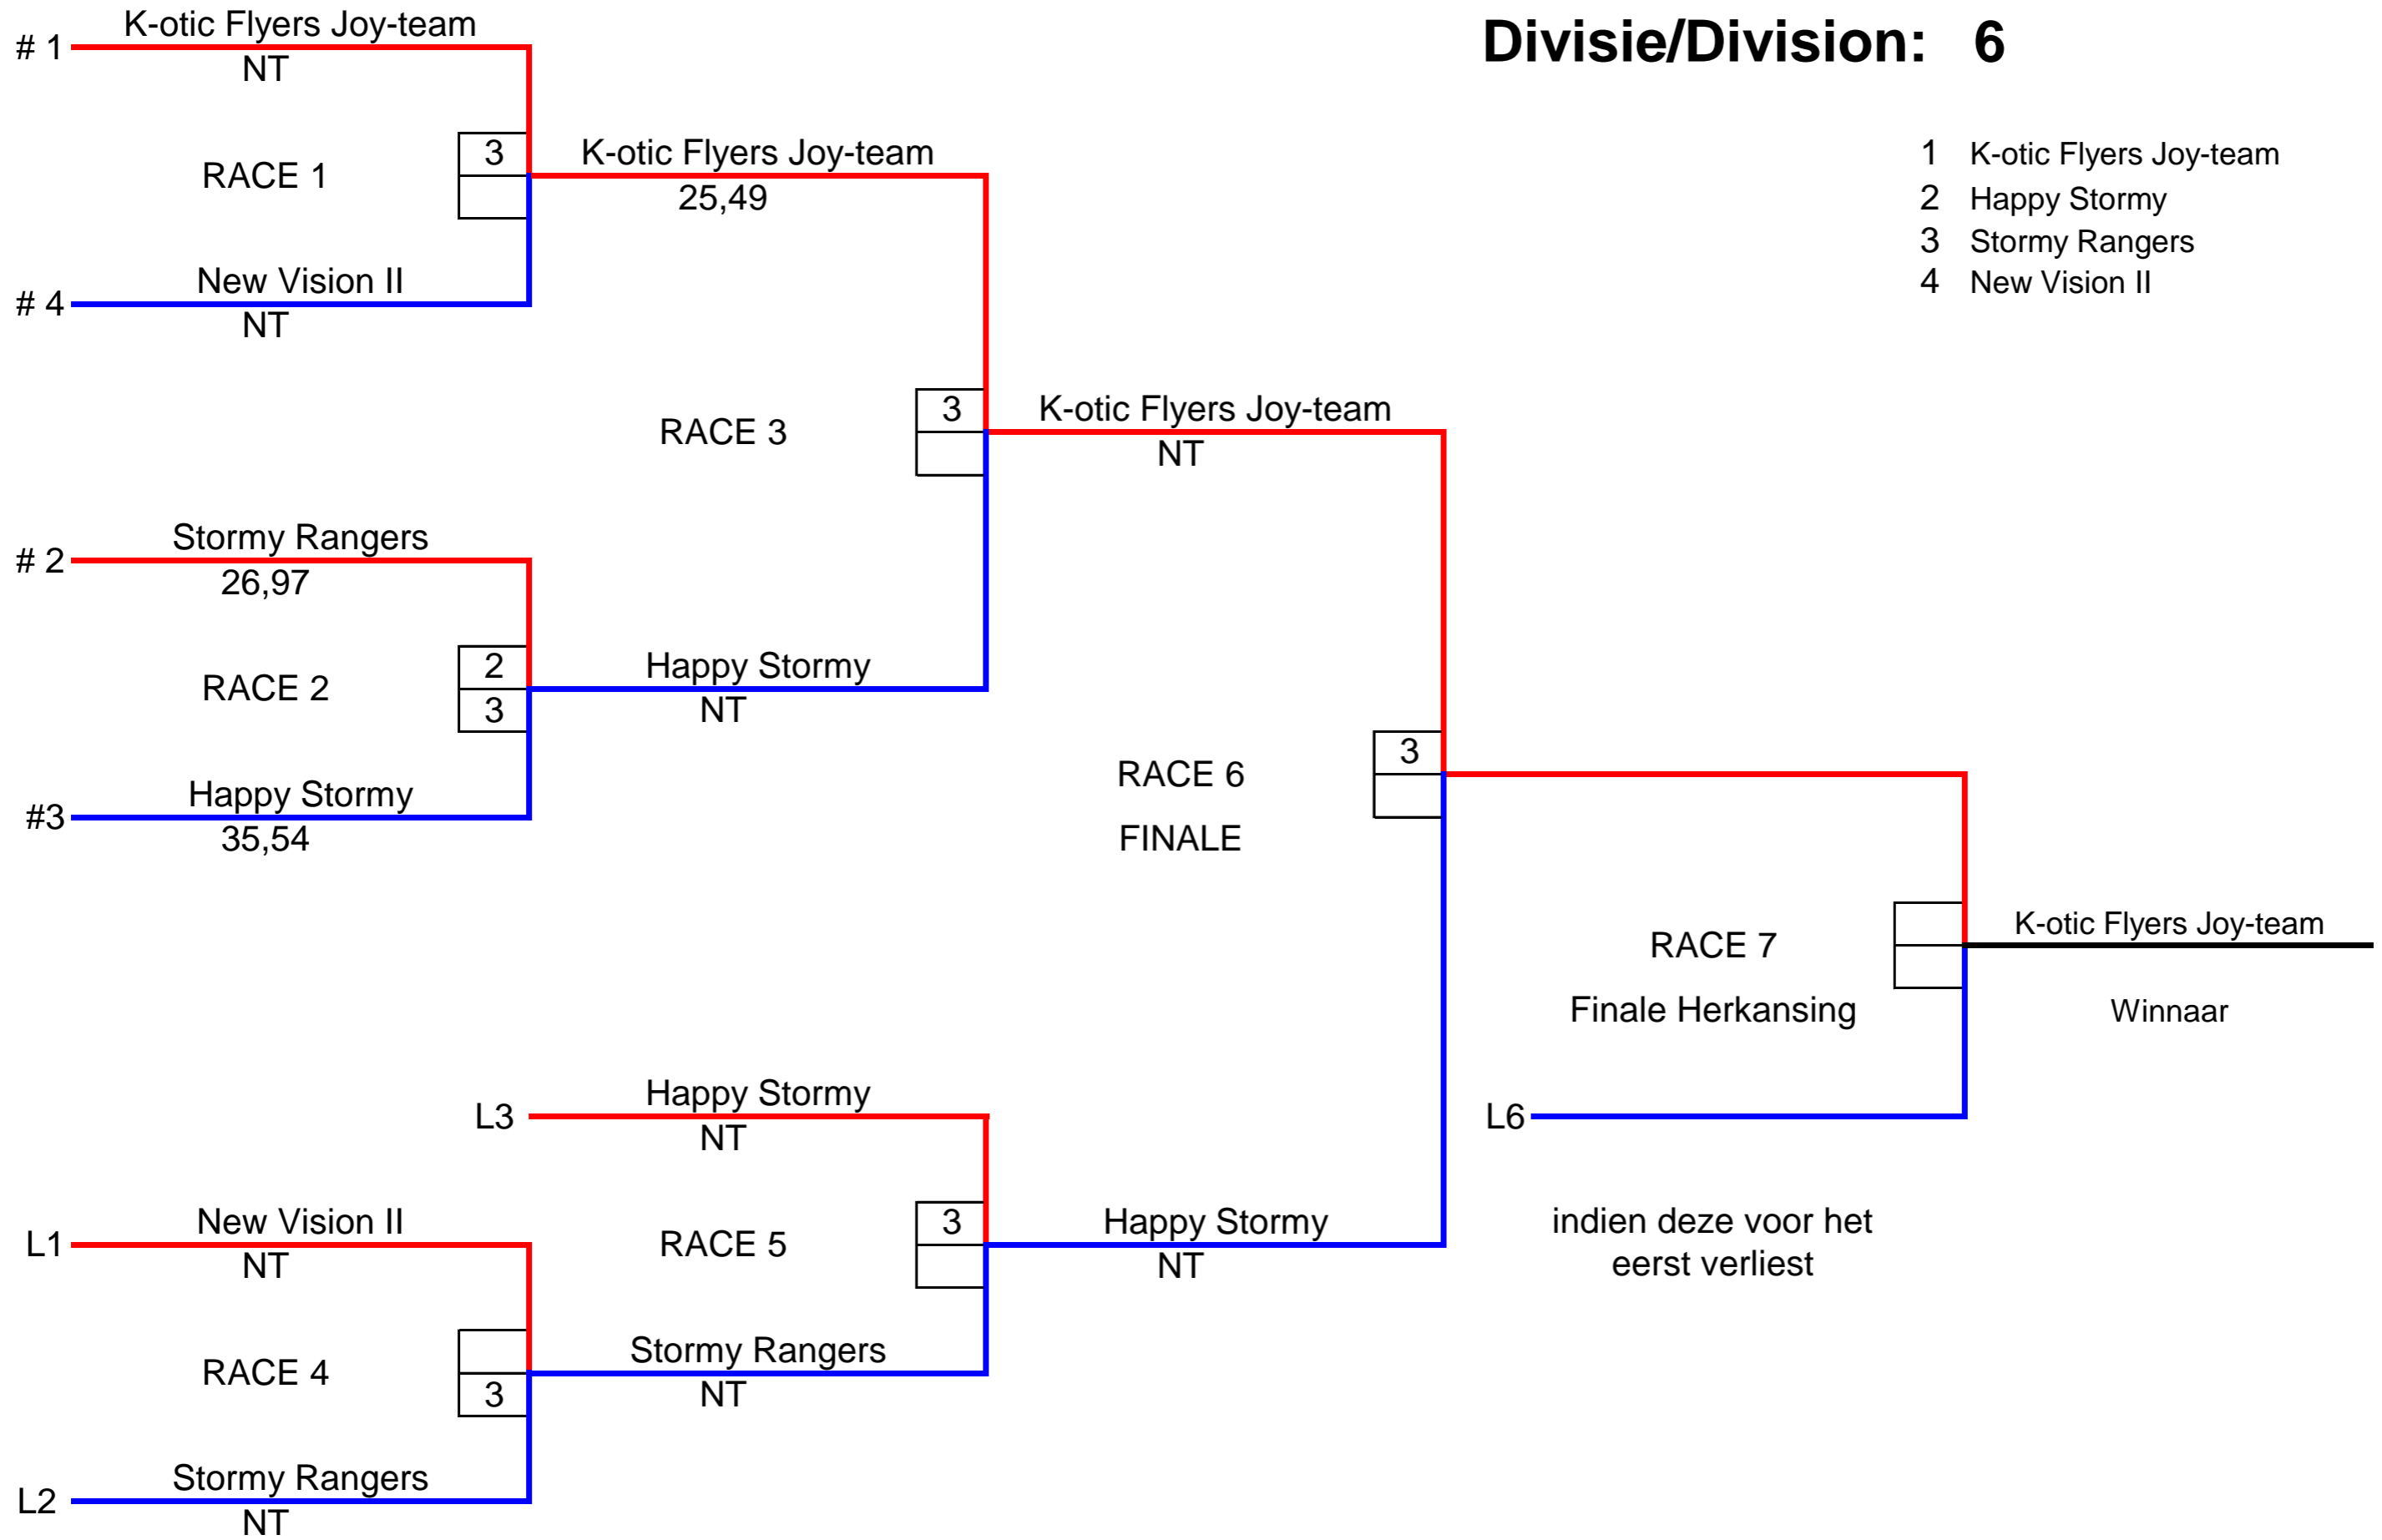 Divisie/Division: 6
1 K-otic Flyers Joy-team
2 Happy Stormy
3 Stormy Rangers
4 New Vision II
# 1
K-otic Flyers Joy-team
NT
RACE 1
3
# 4
New Vision II
NT
K-otic Flyers Joy-team
25,49
RACE 3
3
# 2
Stormy Rangers
26,97
RACE 2
2
3
#3
Happy Stormy
35,54
Happy Stormy
NT
K-otic Flyers Joy-team
NT
RACE 6
FINALE
3
L3
Happy Stormy
NT
RACE 5
3
L1
New Vision II
NT
RACE 4
3
L2
Stormy Rangers
NT
Stormy Rangers
NT
Happy Stormy
NT
RACE 7
Finale Herkansing
K-otic Flyers Joy-team
Winnaar
L6
indien deze voor het
eerst verliest